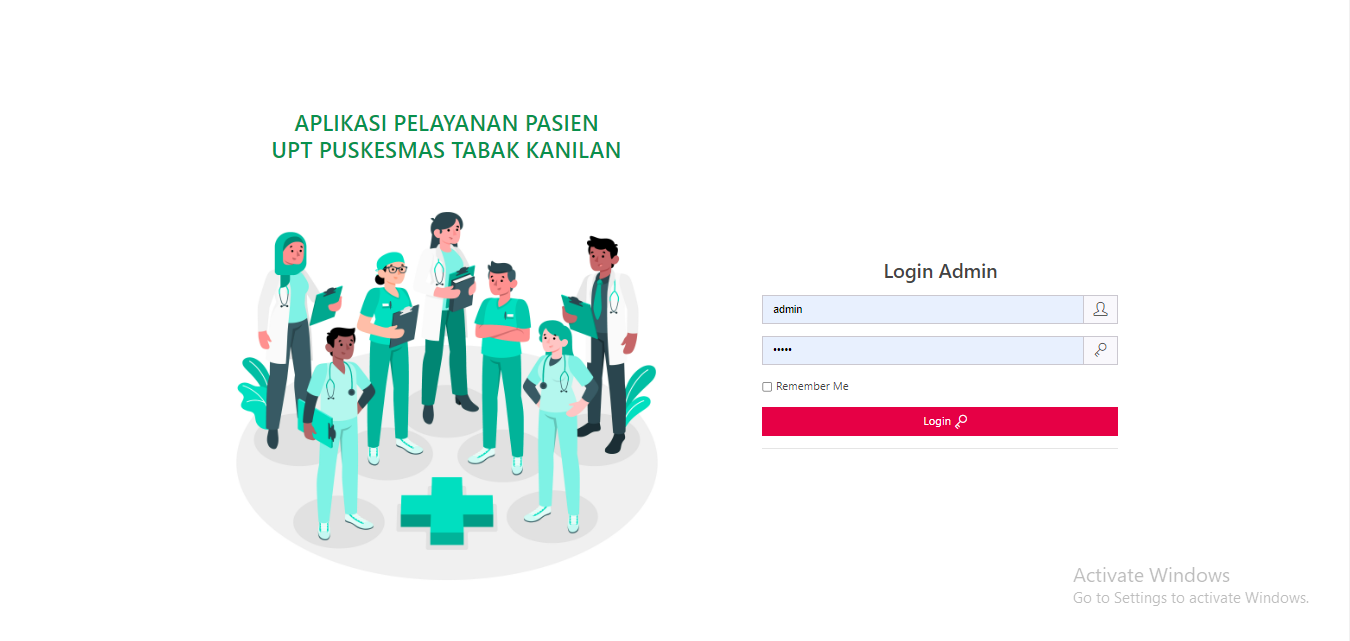 APLIKASI PELAYANAN PASIEN
UPT PUSKESMAS TABAK KANILAN
Login Admin
admin
•••••
Remember Me
Login
Activate Windows
Go to Settings to activate Windows.